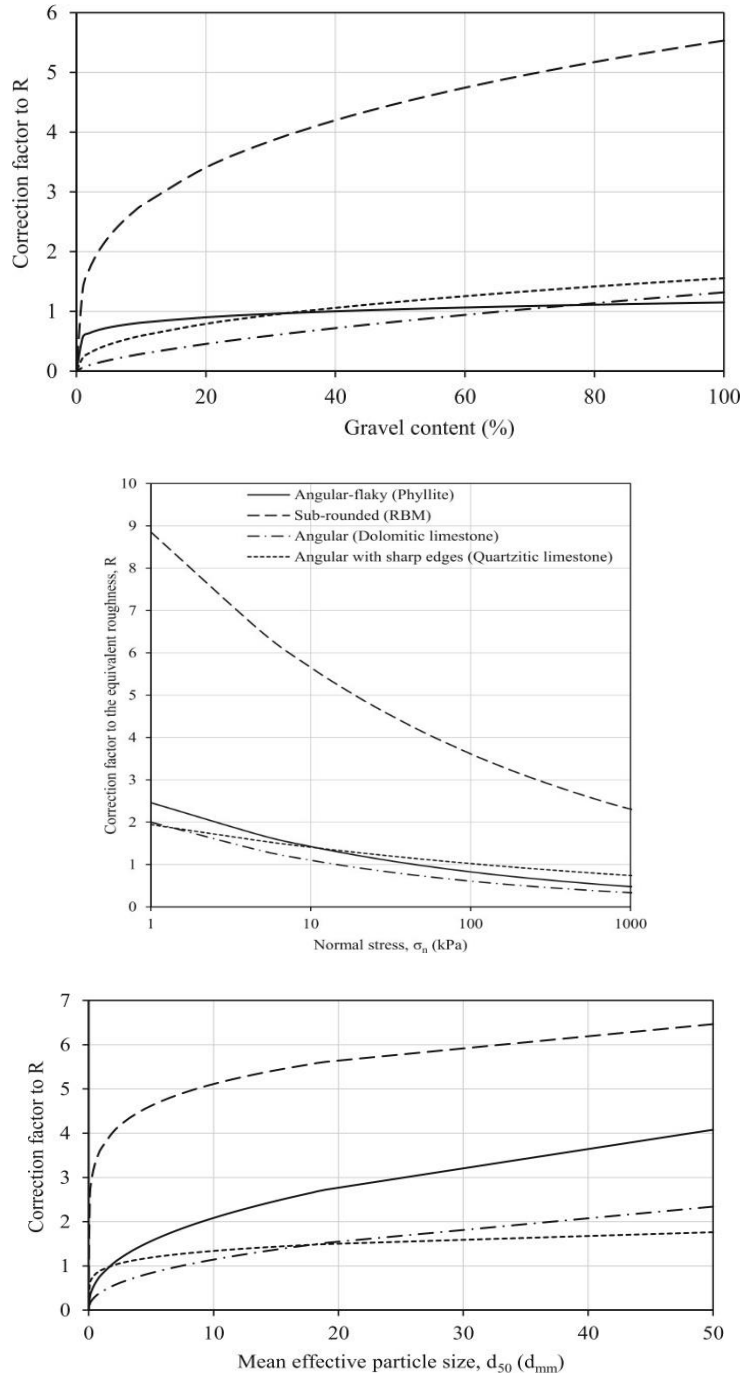 6
5
4
3
2
1
0
Correction factor to R
0 20 40 60 80 100
Gravel content (%)
10
9
8
7
6
5
4
3
2
1
0
Correction factor to the equivalent roughness, R
Angular-flaky (Phyllite)
Sub-rounded (RBM)
Angular (Dolomitic limestone)
Angular with sharp edges (Quartzitic limestone)
1 10 100 1000
Normal stress, σn (kPa)
7
6
5
4
3
2
1
0
Correction factor to R
0 10 20 30 40 50
Mean effective particle size, d50 (dmm)